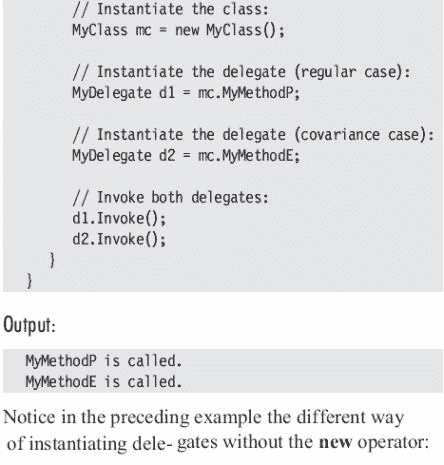 // Instantiate the class:
MyClass mc = new MyClass();
// Instantiate the delegate (regular case):
MyDelegate d1 = mc.MyMethodP;
// Instantiate the delegate (covariance case):
MyDelegate d2 = mc.MyMethodE;
// Invoke both delegates:
d1.Invoke();
d2.Invoke();
}
}
Output:
MyMethodP is called.
MyMethodE is called.
Notice in the preceding example the different way
of instantiating dele- gates without the new operator: